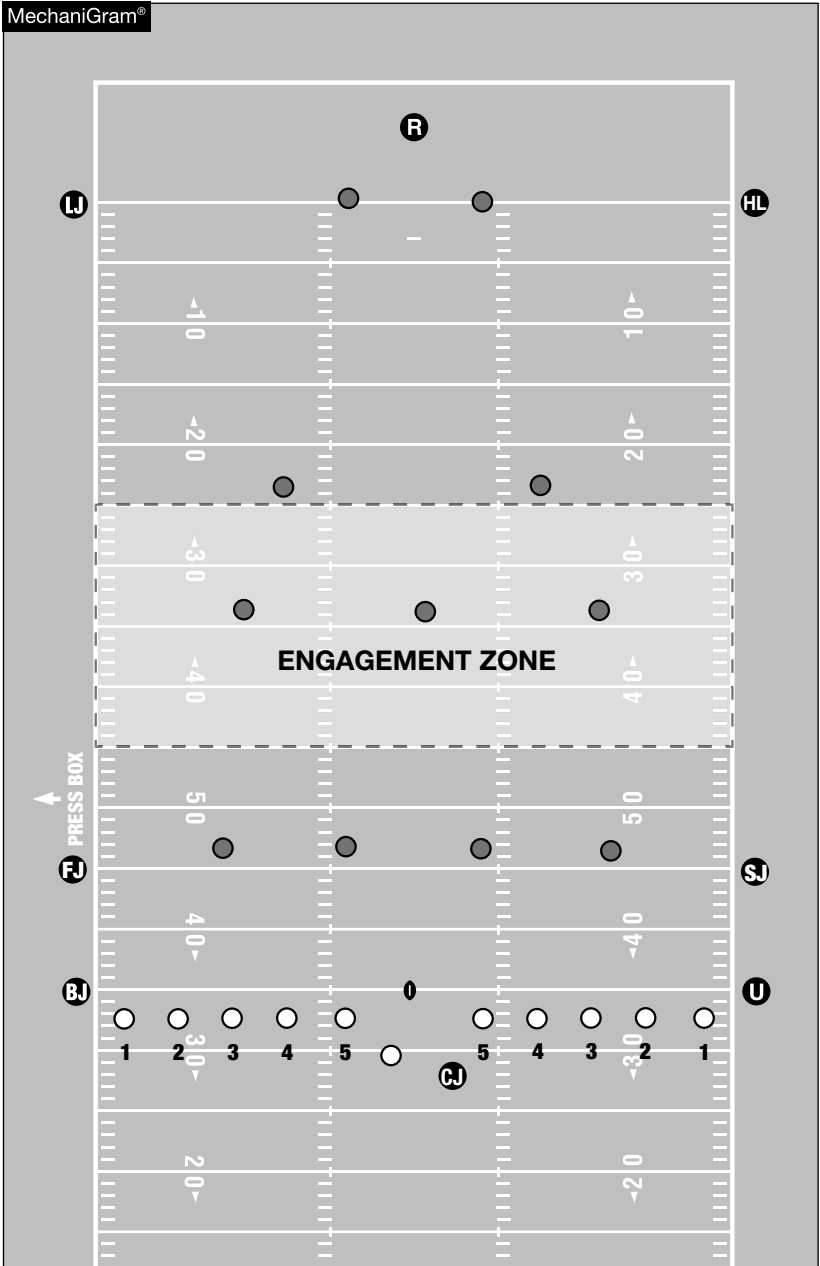 MechaniGram®
R
LJ
HL
◄10
10►
◄20
20►
◄30
30►
ENGAGEMENT ZONE
◄40
40►
PRESS BOX
50
50
FJ
SJ
40►
◄40
BJ
U
1 2 3 4 5 5 4 3 2 1
30►
◄30
CJ
20►
◄20